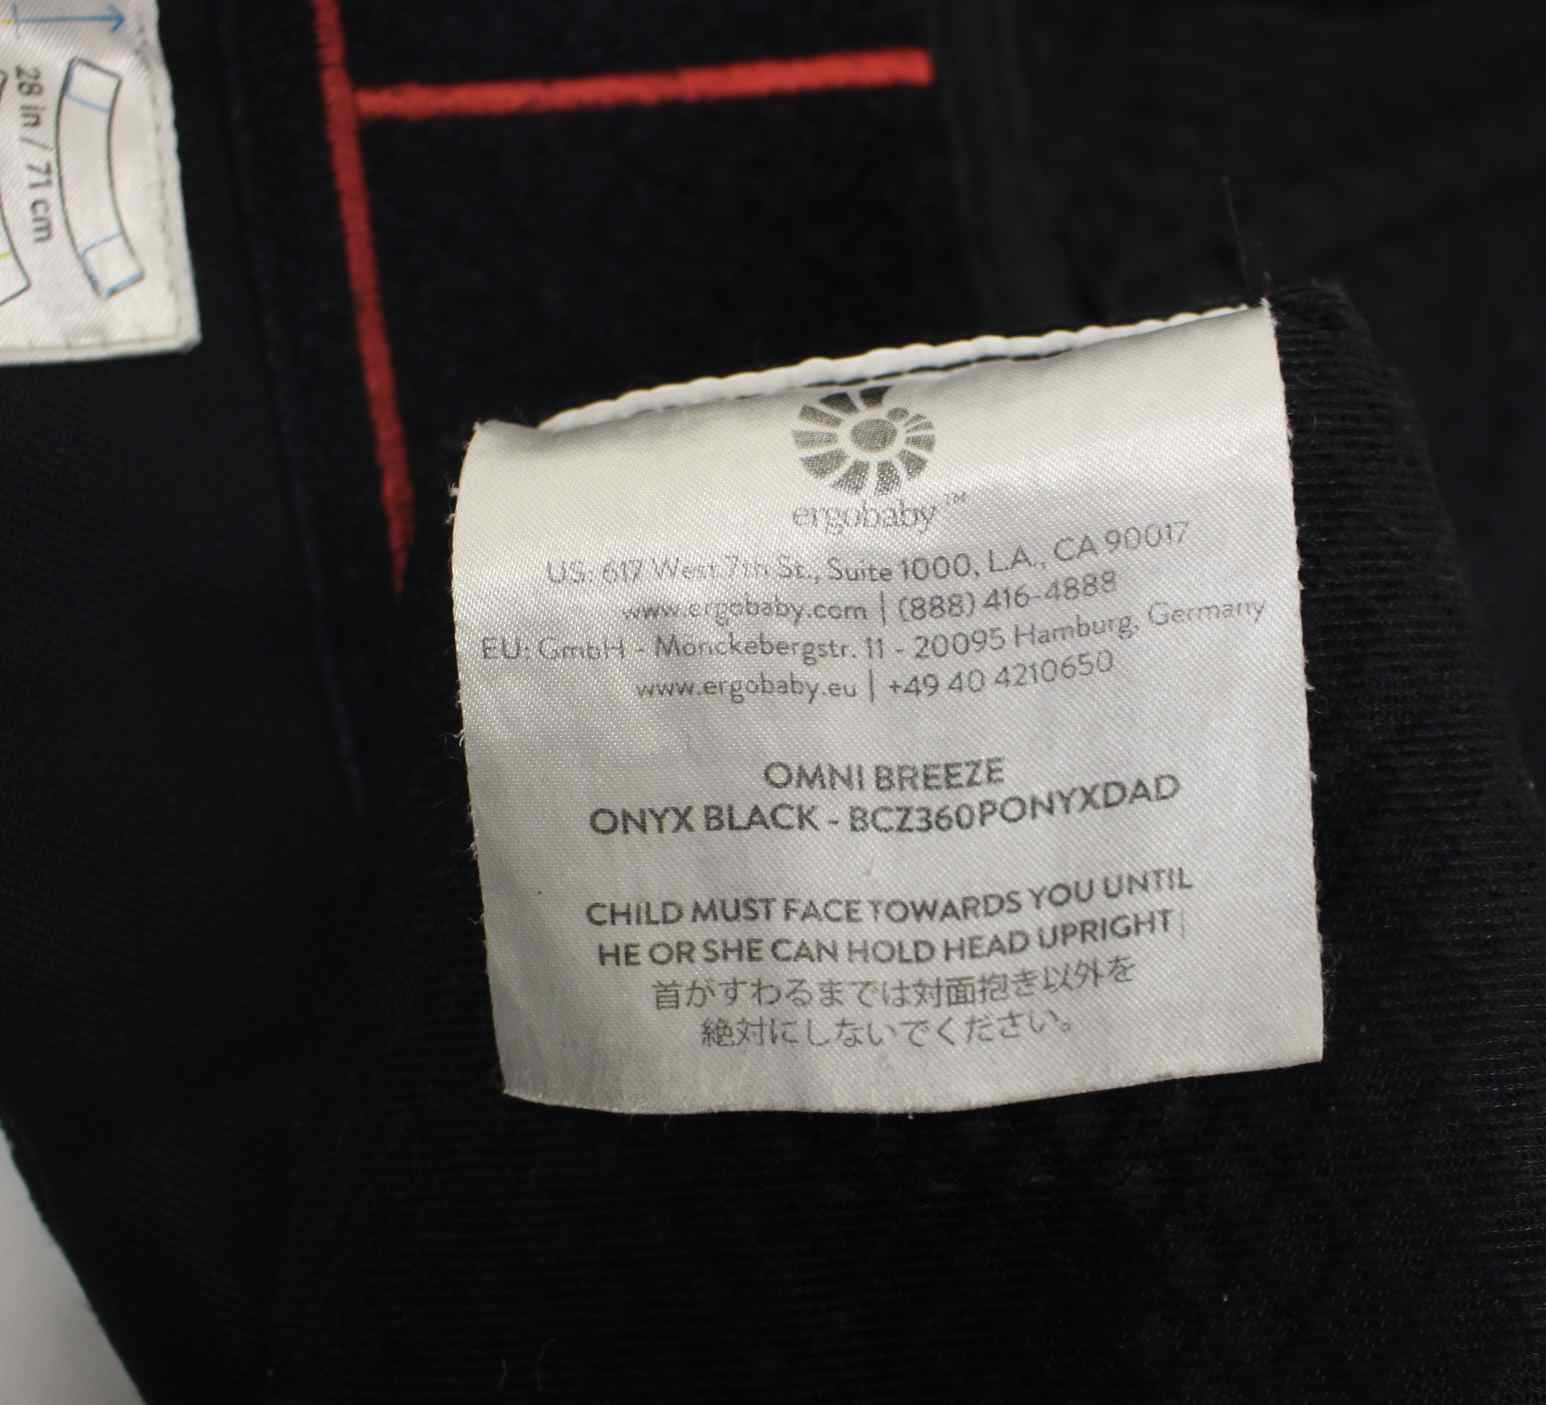 28 in / 71 cm
ergobaby™
US: 617 West 7th St., Suite 1000, L.A., CA 90017
www.ergobaby.com | (888) 416-4888
EU: GmbH - Mönckebergstr. 11 - 20095 Hamburg, Germany
www.ergobaby.eu | +49 40 4210650
OMNI BREEZE
ONYX BLACK - BCZ360PONYXDAD
CHILD MUST FACE TOWARDS YOU UNTIL
HE OR SHE CAN HOLD HEAD UPRIGHT |
首がすわるまでは対面抱き以外を
絶対にしないでください。